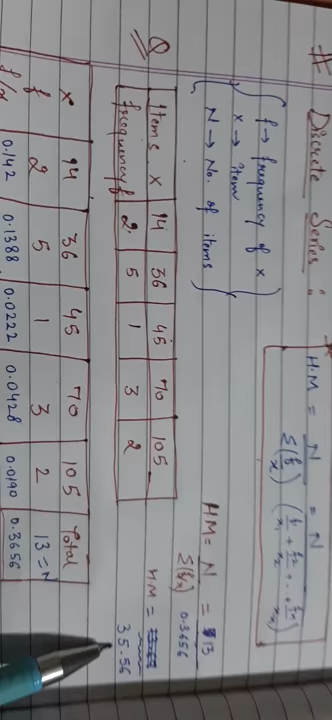 # Discrete Series :
H.M = N / Σ(f/x) = N / (f₁/x₁ + f₂/x₂ + ... + fₙ/xₙ)
f → frequency of x
x → item
N → No. of items
Q
Items x 14 36 45 70 105
frequency f 2 5 1 3 2
HM = N / Σ(f/x) = 13 / 0.3656
HM = 35.56
x 14 36 45 70 105 Total
f 2 5 1 3 2 13 = N
f/x 0.142 0.1388 0.0222 0.0428 0.0190 0.3656